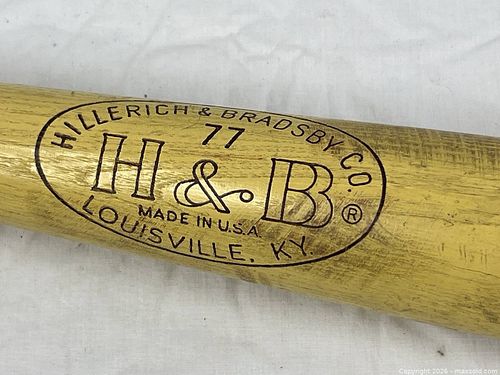 HILLERICH & BRADSBY CO.
77
H & B ®
MADE IN U.S.A.
LOUISVILLE, KY.
Copyright 2026 - maxsold.com